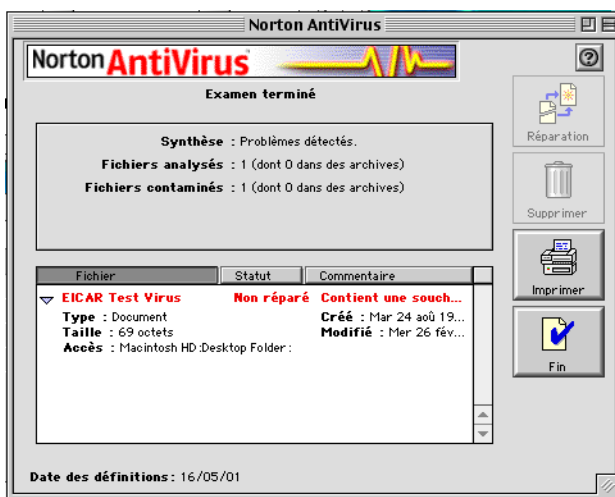 Norton AntiVirus
Norton AntiVirus
Examen terminé
Synthèse : Problèmes détectés.
Fichiers analysés : 1 (dont 0 dans des archives)
Fichiers contaminés : 1 (dont 0 dans des archives)
Réparation
Supprimer
Imprimer
Fin
Fichier Statut Commentaire
EICAR Test Virus Non réparé Contient une souch...
Type : Document Créé : Mar 24 aoû 19...
Taille : 69 octets Modifié : Mer 26 fév...
Accès : Macintosh HD:Desktop Folder :
Date des définitions : 16/05/01